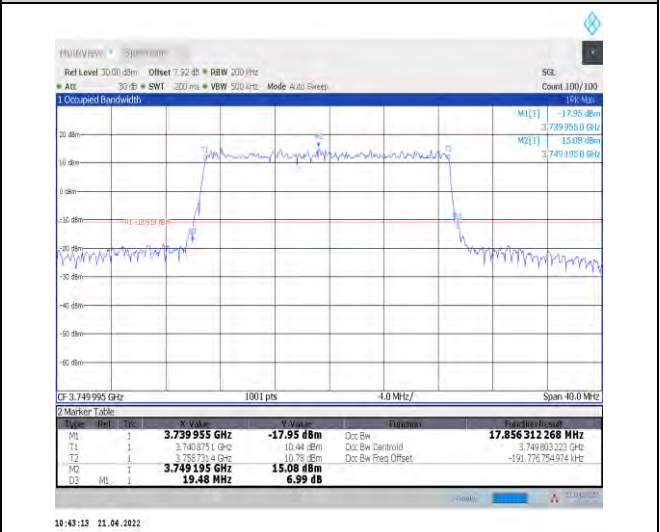 MultiView Spectrum
Ref Level 30.00 dBm Offset 7.92 dB RBW 200 kHz SGL
Att 30 dB SWT 200 ms VBW 500 kHz Mode Auto Sweep Count 100/100
1 Occupied Bandwidth 1Pk Max
M1[1] -17.95 dBm
3.739 955 0 GHz
M2[1] 15.08 dBm
3.749 195 0 GHz
20 dBm
M2
T1 T2
10 dBm
0 dBm
-10 dBm
-20 dBm
-30 dBm
-40 dBm
-50 dBm
-60 dBm
CF 3.749 995 GHz 1001 pts 4.0 MHz/ Span 40.0 MHz
2 Marker Table
Type Ref Trc X Value Y Value Function Function Result
M1 1 3.739 955 GHz -17.95 dBm Occ Bw 17.856 312 268 MHz
T1 1 3.740 875 1 GHz 10.44 dBm Occ Bw Centroid 3.749 803 223 GHz
T2 1 3.758 731 4 GHz 10.78 dBm Occ Bw Freq Offset -191.776 754 974 kHz
M2 1 3.749 195 GHz 15.08 dBm
D3 M1 1 19.48 MHz 6.99 dB
10:43:13 21.04.2022